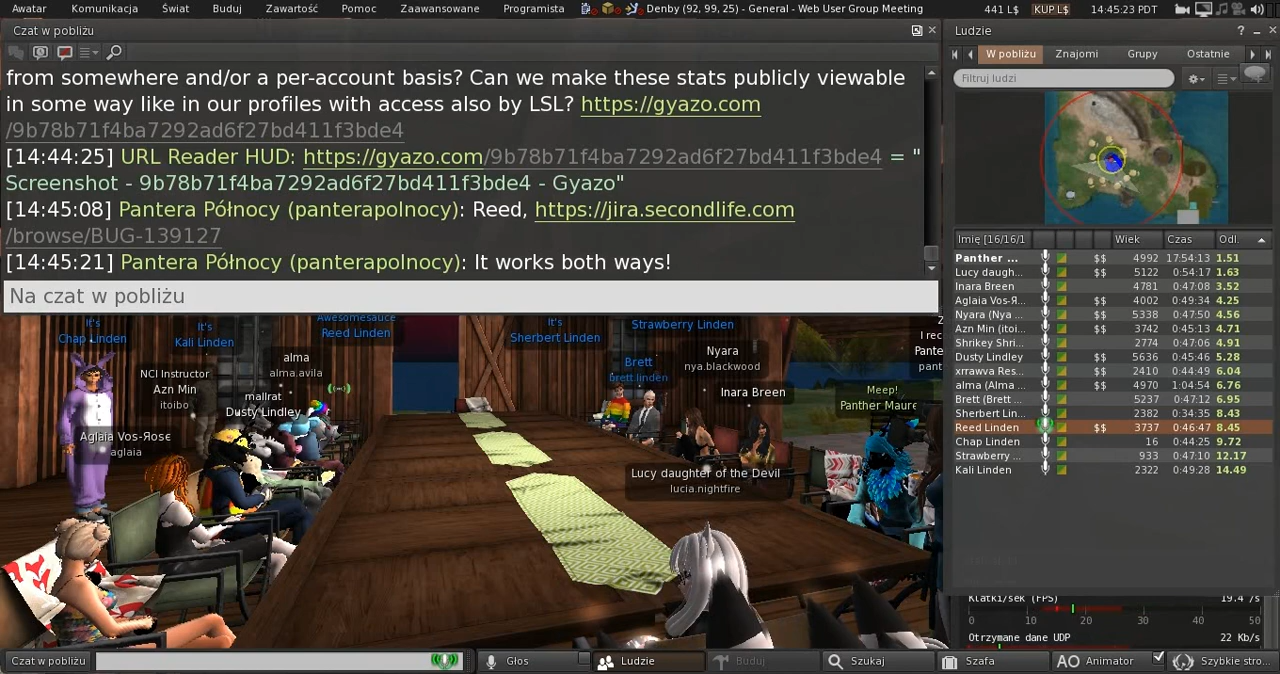 Awatar Komunikacja Świat Buduj Zawartość Pomoc Zaawansowane Programista Denby (92, 99, 25) - General - Web User Group Meeting 441 L$ KUP L$ 14:45:23 PDT
Czat w pobliżu
from somewhere and/or a per-account basis? Can we make these stats publicly viewable
in some way like in our profiles with access also by LSL? https://gyazo.com
/9b78b71f4ba7292ad6f27bd411f3bde4
[14:44:25] URL Reader HUD: https://gyazo.com/9b78b71f4ba7292ad6f27bd411f3bde4 = "
Screenshot - 9b78b71f4ba7292ad6f27bd411f3bde4 - Gyazo"
[14:45:08] Pantera Północy (panterapolnocy): Reed, https://jira.secondlife.com
/browse/BUG-139127
[14:45:21] Pantera Północy (panterapolnocy): It works both ways!
Na czat w pobliżu
It's
Chap Linden
It's
Kali Linden
Awesomesauce
Reed Linden
It's
Sherbert Linden
Strawberry Linden
Brett
brett.linden
Nyara
nya.blackwood
Inara Breen
I rec
Pante
pant
Meep!
Panther Maure
NCI Instructor
Azn Min
itoibo
alma
alma.avila
mallrat
Dusty Lindley
Aglaia Vos-Яose
aglaia
Lucy daughter of the Devil
lucia.nightfire
Ludzie
W pobliżu Znajomi Grupy Ostatnie
Filtruj ludzi
Imię [16/16/1 Wiek Czas Odl.
Panther ... $$ 4992 17:54:13 1.51
Lucy daugh... $$ 5122 0:54:17 1.63
Inara Breen 4781 0:47:08 3.52
Aglaia Vos-Я... $$ 4002 0:49:34 4.25
Nyara (Nya ... $$ 5338 0:47:50 4.56
Azn Min (itoi... $$ 3742 0:45:13 4.71
Shrikey Shri... 2774 0:47:06 4.91
Dusty Lindley $$ 5636 0:45:46 5.28
xrrawva Res... $$ 2410 0:44:49 6.04
alma (Alma ... $$ 4970 1:04:54 6.76
Brett (Brett ... 5237 0:47:12 6.95
Sherbert Lin... 2382 0:34:35 8.43
Reed Linden $$ 3737 0:46:47 8.45
Chap Linden 16 0:44:25 9.72
Strawberry ... 933 0:47:10 12.17
Kali Linden 2322 0:49:28 14.49
Klatki/sek (FPS) 19.4 /s
0 10 20 30 40 50
Otrzymane dane UDP 22 Kb/s
Czat w pobliżu Głos Ludzie Buduj Szukaj Szafa AO Animator Szybkie stro...